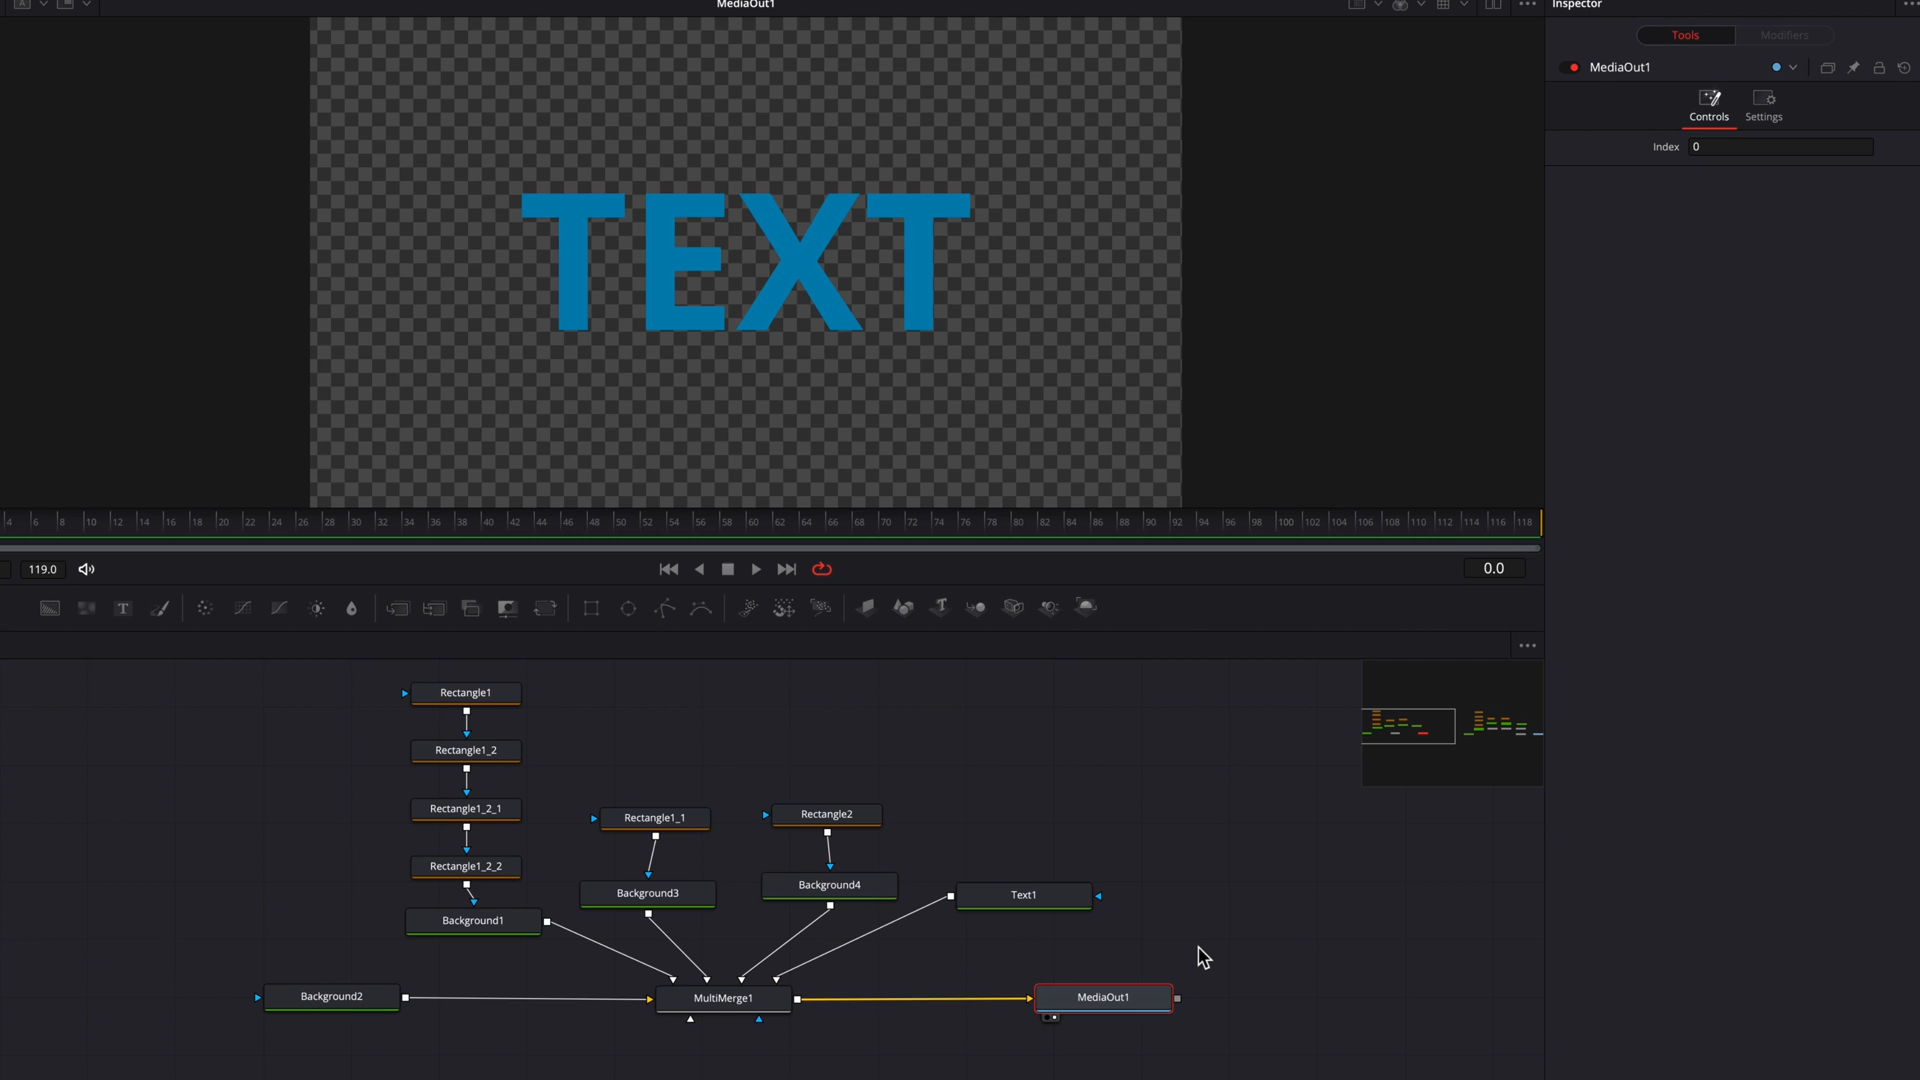 MediaOut1
Inspector
Tools
Modifiers
MediaOut1
Controls
Settings
Index 0
TEXT
4 6 8 10 12 14 16 18 20 22 24 26 28 30 32 34 36 38 40 42 44 46 48 50 52 54 56 58 60 62 64 66 68 70 72 74 76 78 80 82 84 86 88 90 92 94 96 98 100 102 104 106 108 110 112 114 116 118
119.0
0.0
T
Rectangle1
Rectangle1_2
Rectangle1_2_1
Rectangle1_1
Rectangle2
Rectangle1_2_2
Background3
Background4
Text1
Background1
Background2
MultiMerge1
MediaOut1